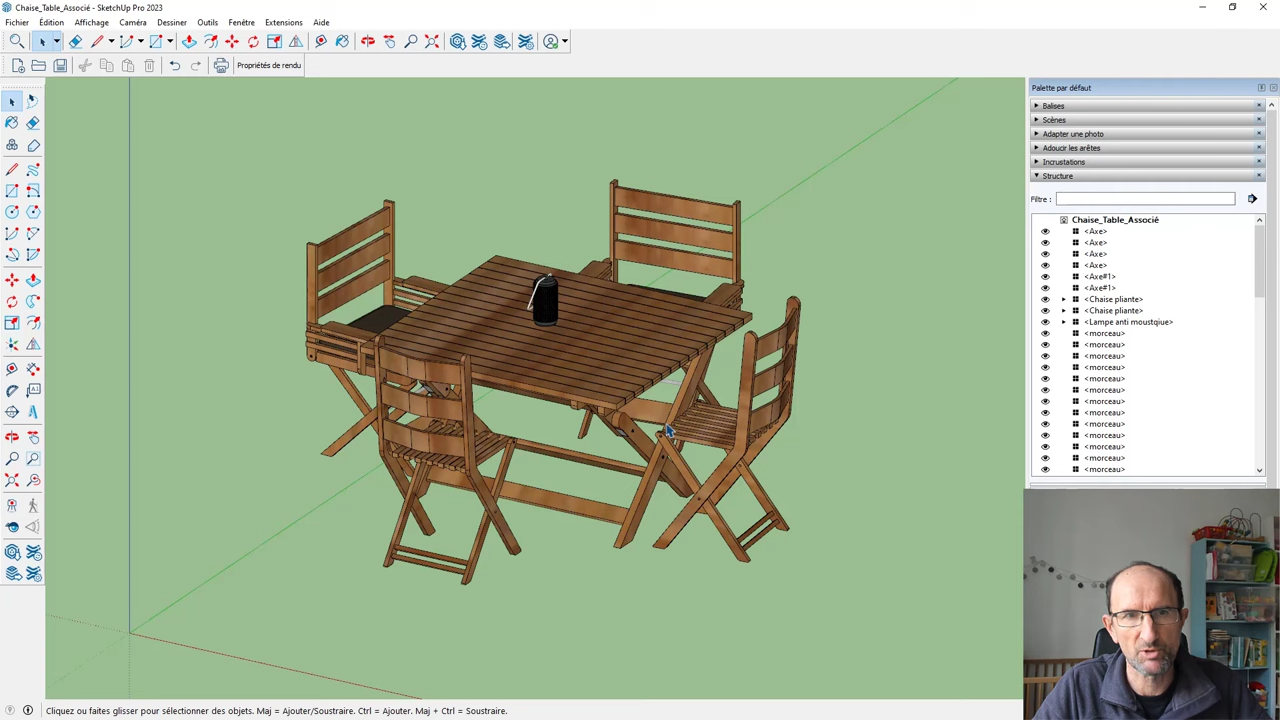 Chaise_Table_Associé - SketchUp Pro 2023
Fichier Édition Affichage Caméra Dessiner Outils Fenêtre Extensions Aide
Propriétés de rendu
Palette par défaut
Balises
Scènes
Adapter une photo
Adoucir les arêtes
Incrustations
Structure
Filtre :
Chaise_Table_Associé
<Axe>
<Axe>
<Axe>
<Axe>
<Axe#1>
<Axe#1>
<Chaise pliante>
<Chaise pliante>
<Lampe anti moustqiue>
<morceau>
<morceau>
<morceau>
<morceau>
<morceau>
<morceau>
<morceau>
<morceau>
<morceau>
<morceau>
<morceau>
<morceau>
<morceau>
Cliquez ou faites glisser pour sélectionner des objets. Maj = Ajouter/Soustraire. Ctrl = Ajouter. Maj + Ctrl = Soustraire.